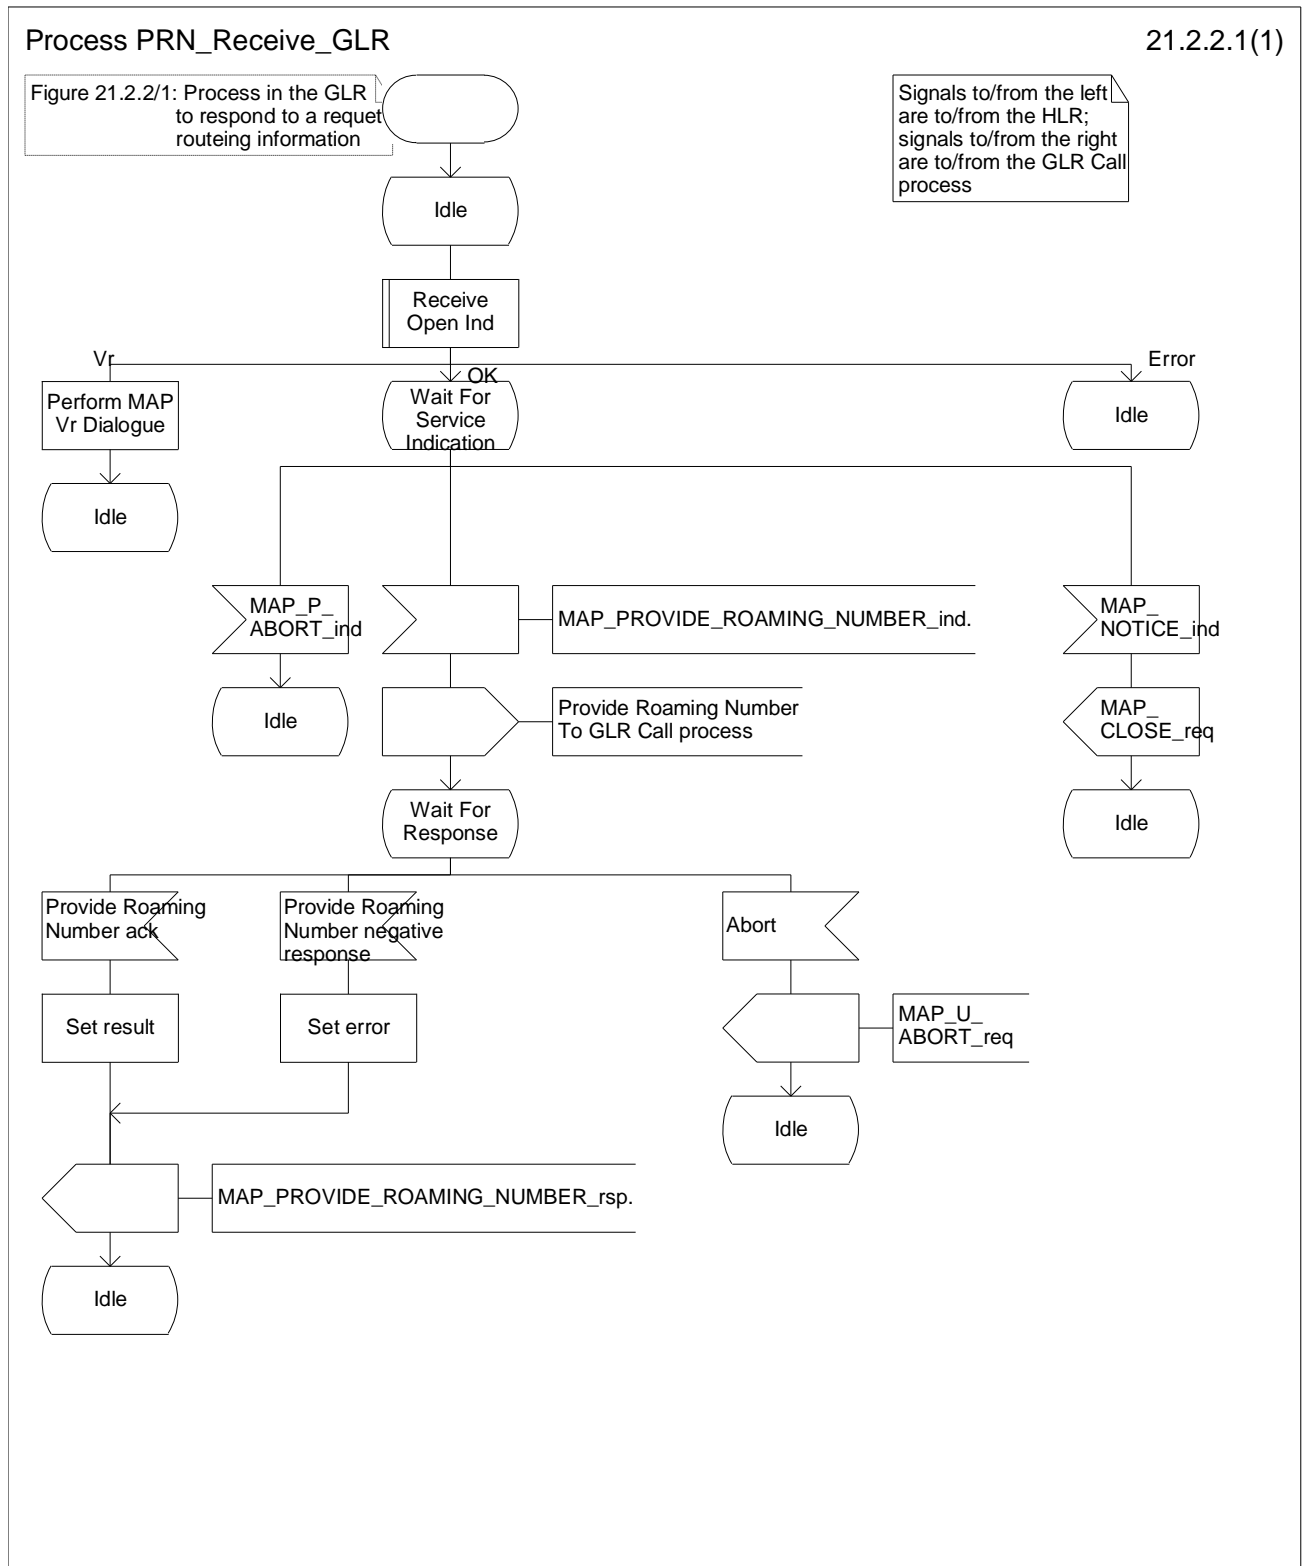 Process PRN_Receive_GLR
21.2.2.1(1)
Figure 21.2.2/1: Process in the GLR
to respond to a requet
routeing information
Signals to/from the left
are to/from the HLR;
signals to/from the right
are to/from the GLR Call
process
Idle
Receive
Open Ind
Vr
OK
Error
Perform MAP
Vr Dialogue
Wait For
Service
Indication
Idle
Idle
MAP_P_
ABORT_ind
MAP_PROVIDE_ROAMING_NUMBER_ind.
MAP_
NOTICE_ind
Idle
Provide Roaming Number
To GLR Call process
MAP_
CLOSE_req
Wait For
Response
Idle
Provide Roaming
Number ack
Provide Roaming
Number negative
response
Abort
Set result
Set error
MAP_U_
ABORT_req
Idle
MAP_PROVIDE_ROAMING_NUMBER_rsp.
Idle